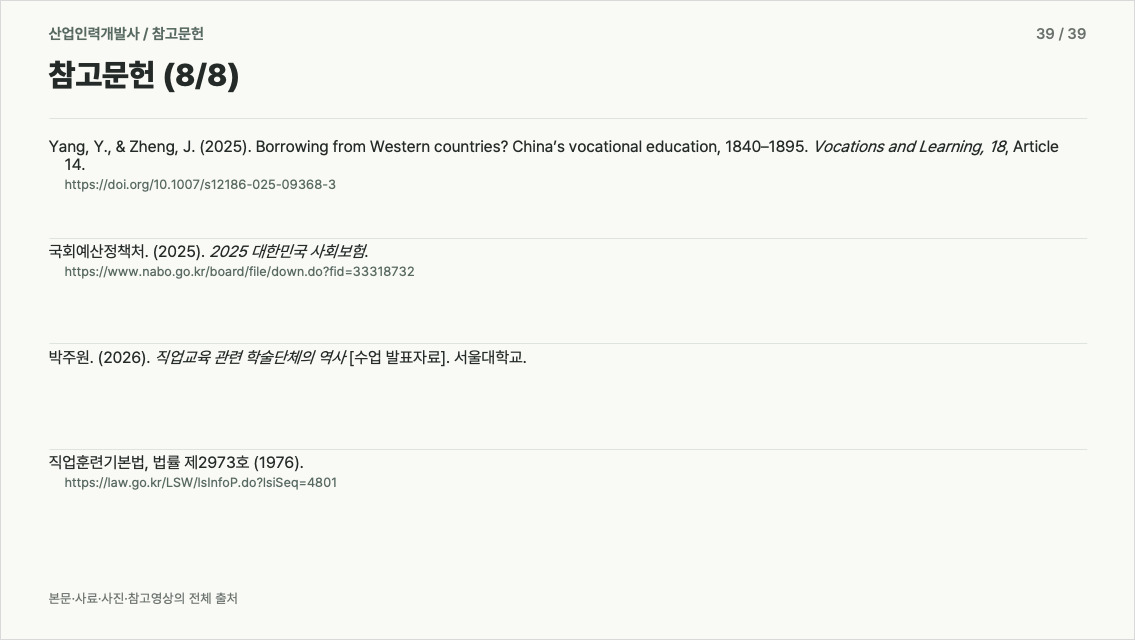 산업인력개발사 / 참고문헌
39 / 39
참고문헌 (8/8)
Yang, Y., & Zheng, J. (2025). Borrowing from Western countries? China’s vocational education, 1840–1895. Vocations and Learning, 18, Article
14.
https://doi.org/10.1007/s12186-025-09368-3
국회예산정책처. (2025). 2025 대한민국 사회보험.
https://www.nabo.go.kr/board/file/down.do?fid=33318732
박주원. (2026). 직업교육 관련 학술단체의 역사 [수업 발표자료]. 서울대학교.
직업훈련기본법, 법률 제2973호 (1976).
https://law.go.kr/LSW/lsInfoP.do?lsiSeq=4801
본문·사료·사진·참고영상의 전체 출처